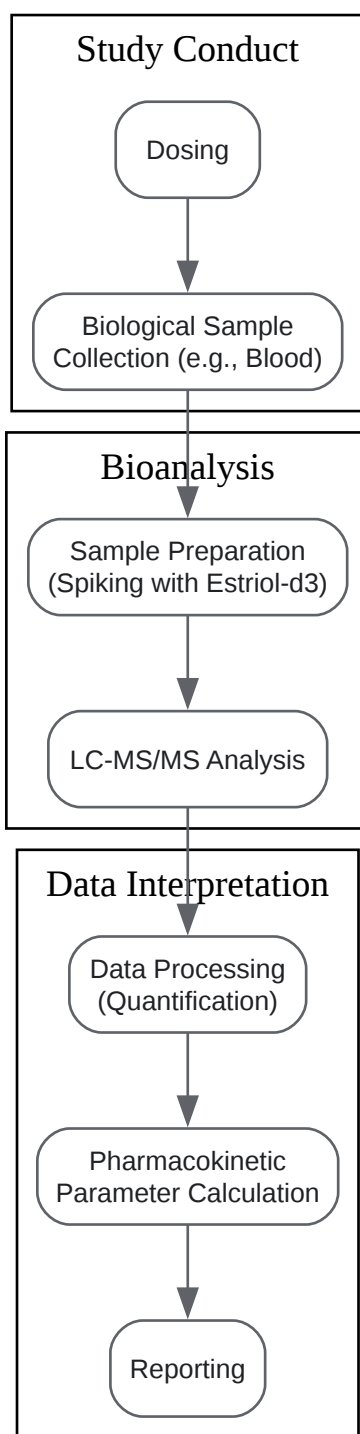 Study Conduct
Dosing
Biological Sample
Collection (e.g., Blood)
Bioanalysis
Sample Preparation
(Spiking with Estriol-d3)
LC-MS/MS Analysis
Data Interpretation
Data Processing
(Quantification)
Pharmacokinetic
Parameter Calculation
Reporting